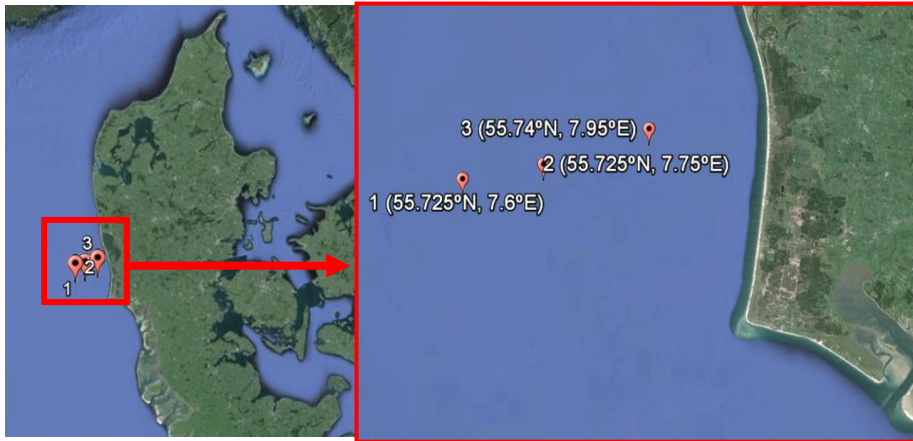 3
2
1
3 (55.74ºN, 7.95ºE)
2 (55.725ºN, 7.75ºE)
1 (55.725ºN, 7.6ºE)